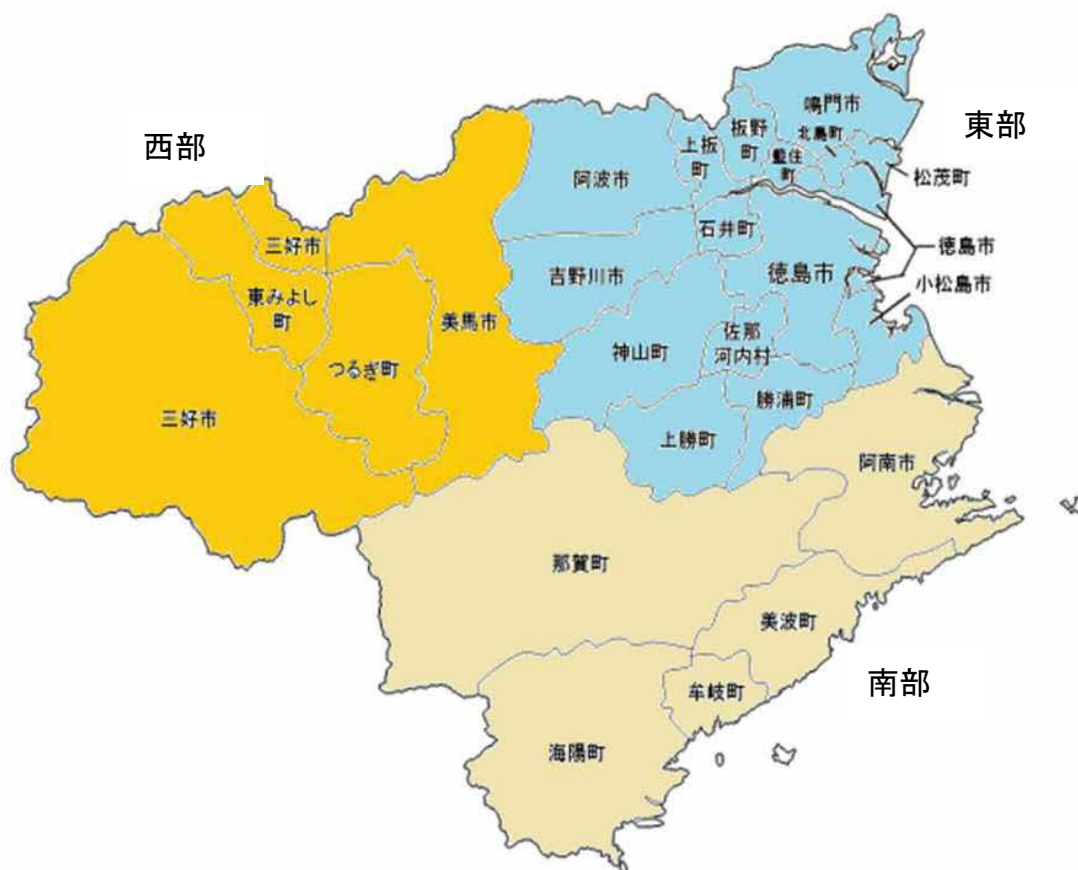 西部
東部
鳴門市
北島町
板野
町
上板
町
藍住
町
松茂町
阿波市
石井町
徳島市
三好市
吉野川市
徳島市
小松島市
東みよし
町
美馬市
佐那
河内村
神山町
つるぎ町
勝浦町
三好市
上勝町
阿南市
那賀町
美波町
南部
牟岐町
海陽町